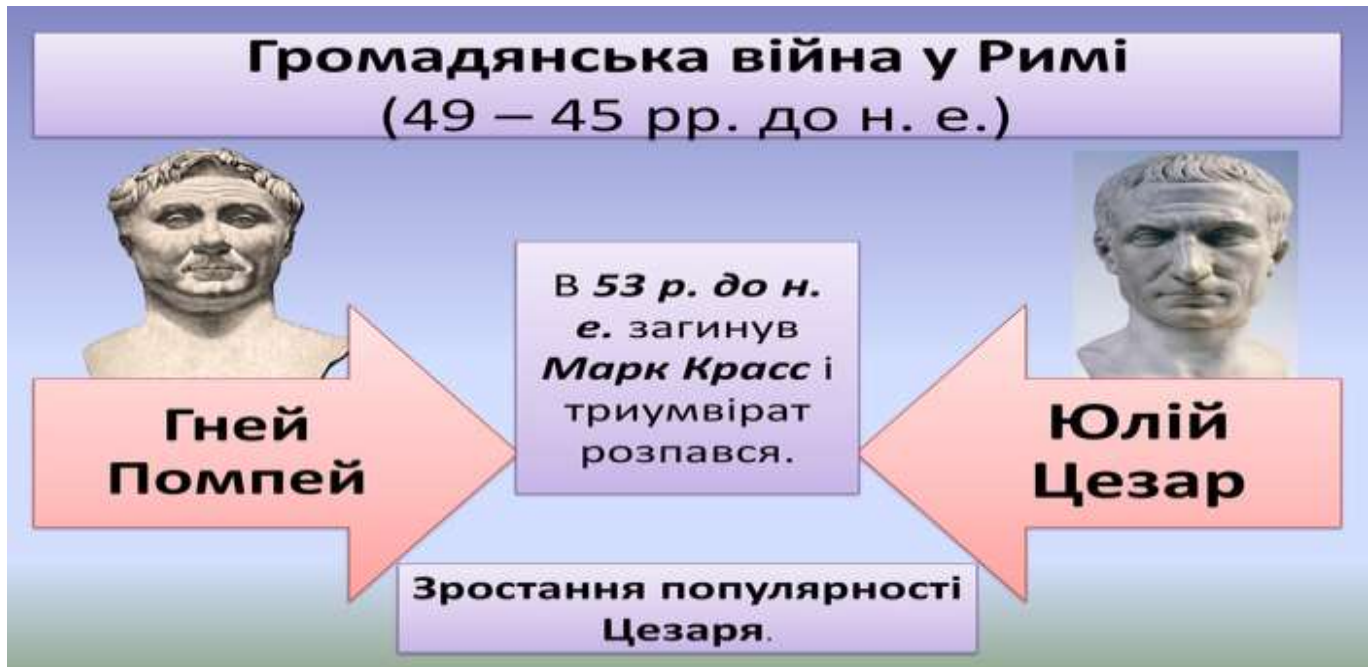 Громадянська війна у Римі
(49 – 45 рр. до н. е.)
В 53 р. до н.
е. загинув
Марк Красс і
триумвірат
розпався.
Гней
Помпей
Юлій
Цезар
Зростання популярності
Цезаря.